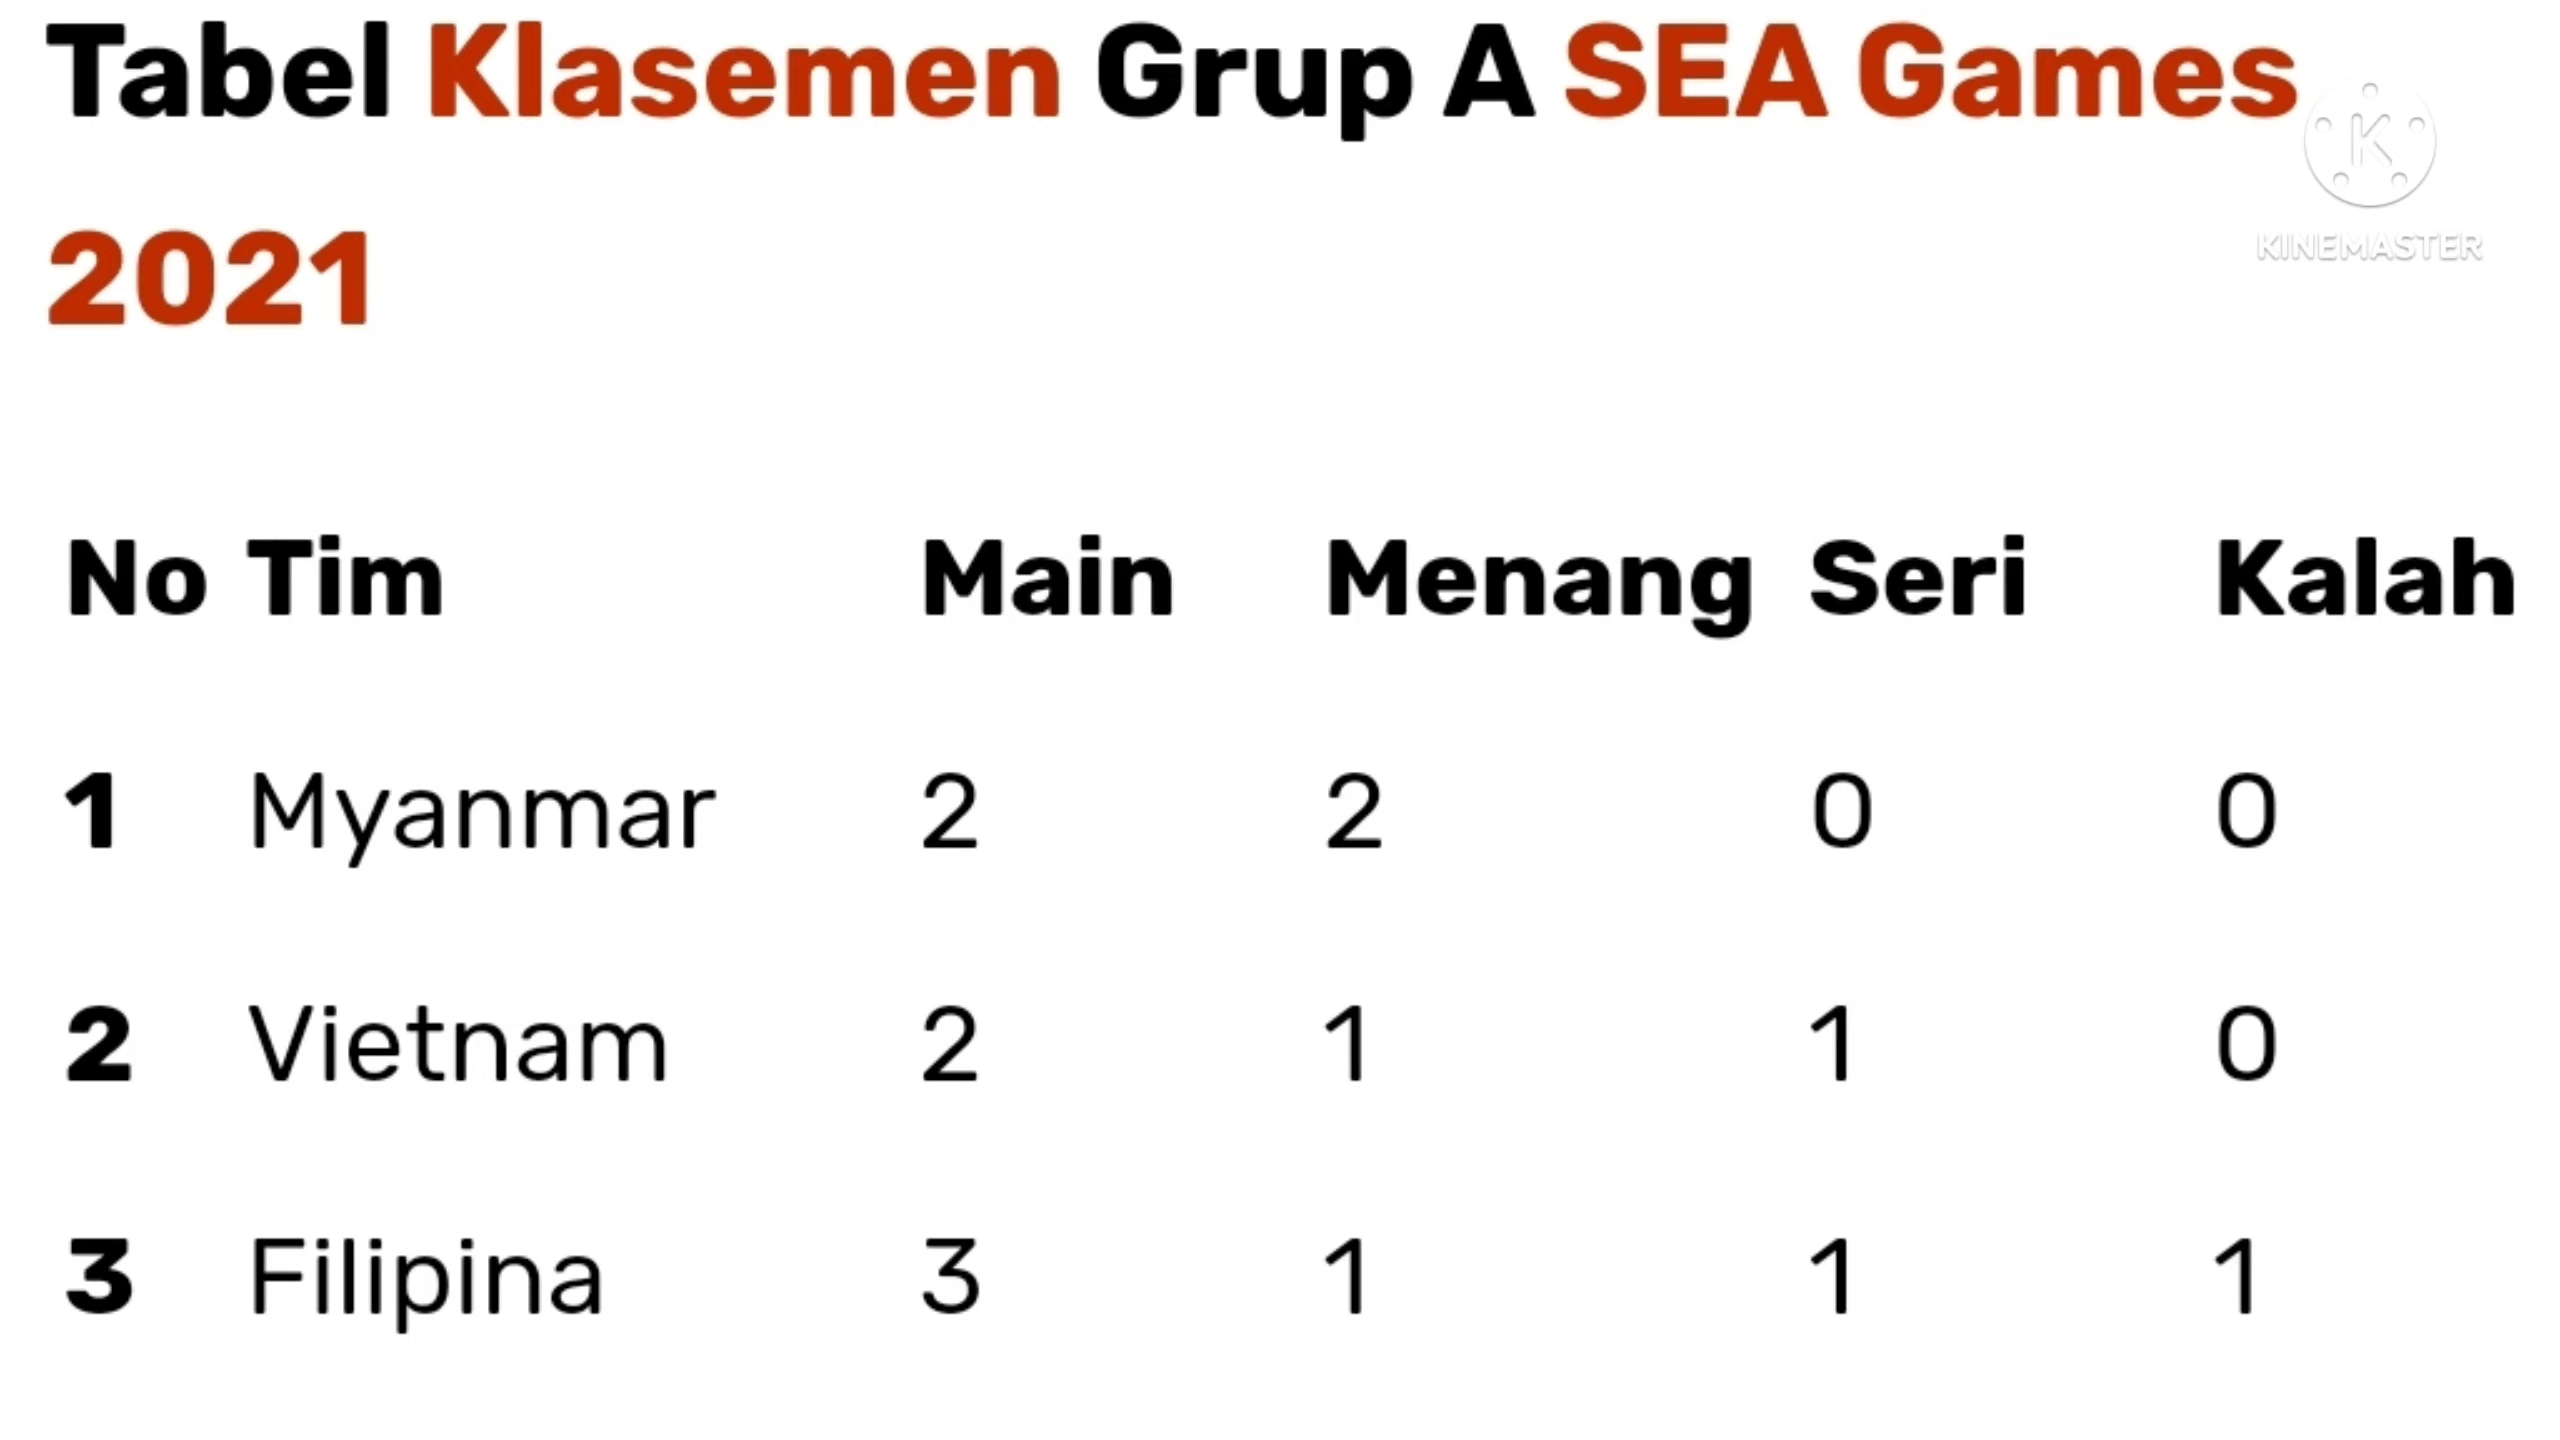 Tabel Klasemen Grup A SEA Games
2021
KINEMASTER
No Tim Main Menang Seri Kalah
1 Myanmar 2 2 0 0
2 Vietnam 2 1 1 0
3 Filipina 3 1 1 1